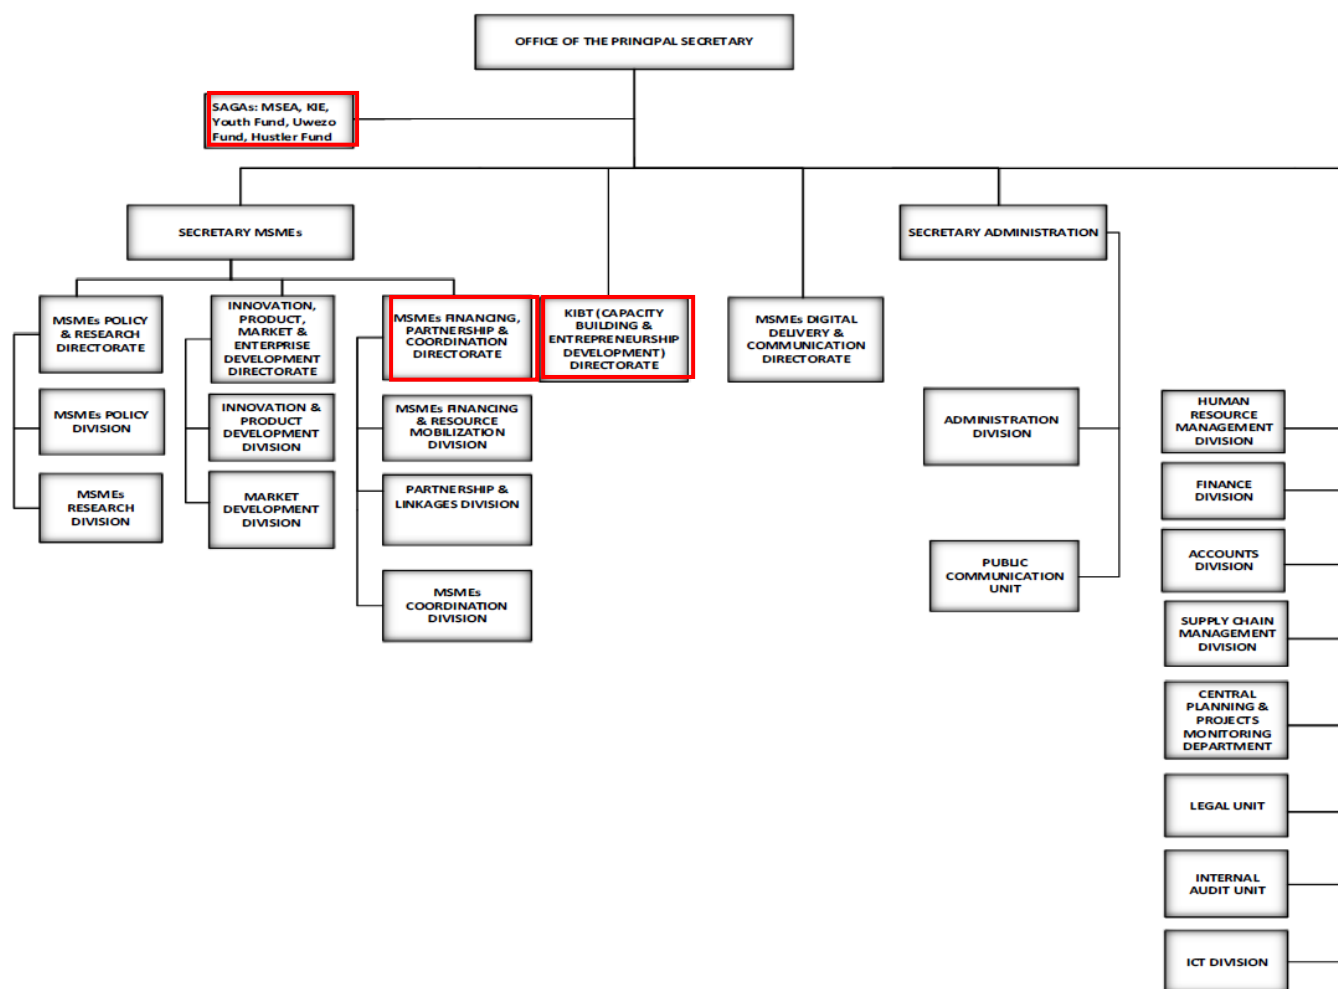 OFFICE OF THE PRINCIPAL SECRETARY
SAGAs: MSEA, KIE,
Youth Fund, Uwezo
Fund, Hustler Fund
SECRETARY MSMEs
SECRETARY ADMINISTRATION
MSMEs POLICY
& RESEARCH
DIRECTORATE
INNOVATION,
PRODUCT,
MARKET &
ENTERPRISE
DEVELOPMENT
DIRECTORATE
MSMEs FINANCING,
PARTNERSHIP &
COORDINATION
DIRECTORATE
KIBT (CAPACITY
BUILDING &
ENTREPRENEURSHIP
DEVELOPMENT)
DIRECTORATE
MSMEs DIGITAL
DELIVERY &
COMMUNICATION
DIRECTORATE
MSMEs POLICY
DIVISION
INNOVATION &
PRODUCT
DEVELOPMENT
DIVISION
MSMEs FINANCING
& RESOURCE
MOBILIZATION
DIVISION
ADMINISTRATION
DIVISION
MSMEs
RESEARCH
DIVISION
MARKET
DEVELOPMENT
DIVISION
PARTNERSHIP &
LINKAGES DIVISION
MSMEs
COORDINATION
DIVISION
PUBLIC
COMMUNICATION
UNIT
HUMAN
RESOURCE
MANAGEMENT
DIVISION
FINANCE
DIVISION
ACCOUNTS
DIVISION
SUPPLY CHAIN
MANAGEMENT
DIVISION
CENTRAL
PLANNING &
PROJECTS
MONITORING
DEPARTMENT
LEGAL UNIT
INTERNAL
AUDIT UNIT
ICT DIVISION